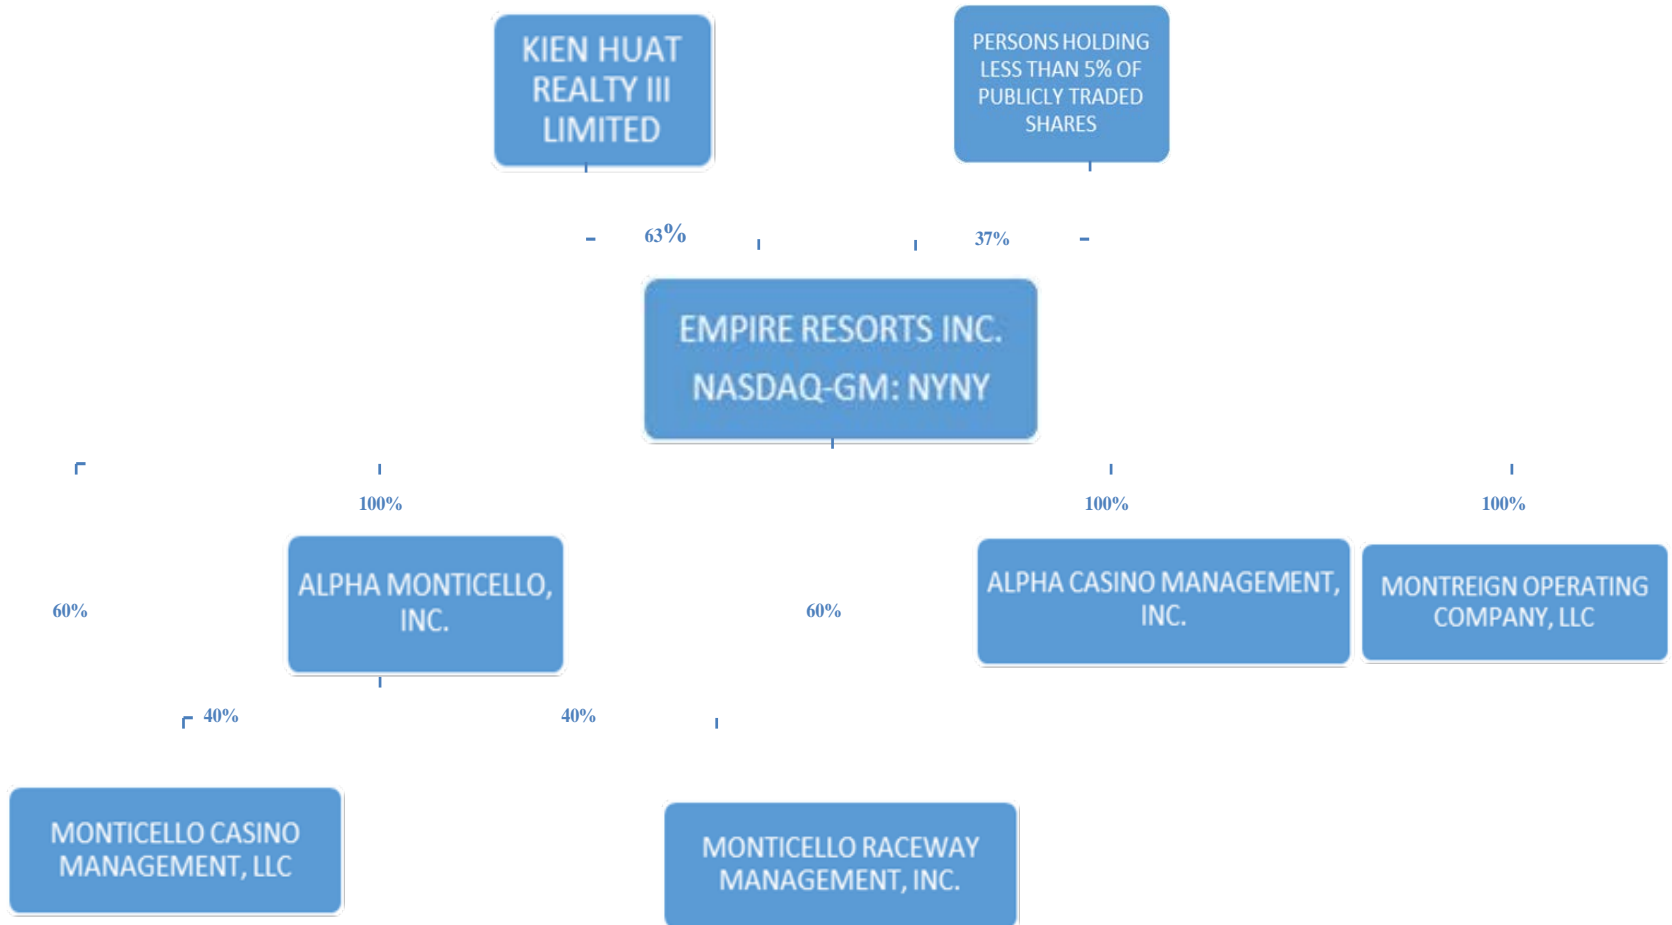 KIEN HUAT
REALTY III
LIMITED
PERSONS HOLDING
LESS THAN 5% OF
PUBLICLY TRADED
SHARES
63%
37%
EMPIRE RESORTS INC.
NASDAQ-GM: NYNY
100%
100%
100%
60%
ALPHA MONTICELLO,
INC.
60%
ALPHA CASINO MANAGEMENT,
INC.
MONTREIGN OPERATING
COMPANY, LLC
40%
40%
MONTICELLO CASINO
MANAGEMENT, LLC
MONTICELLO RACEWAY
MANAGEMENT, INC.